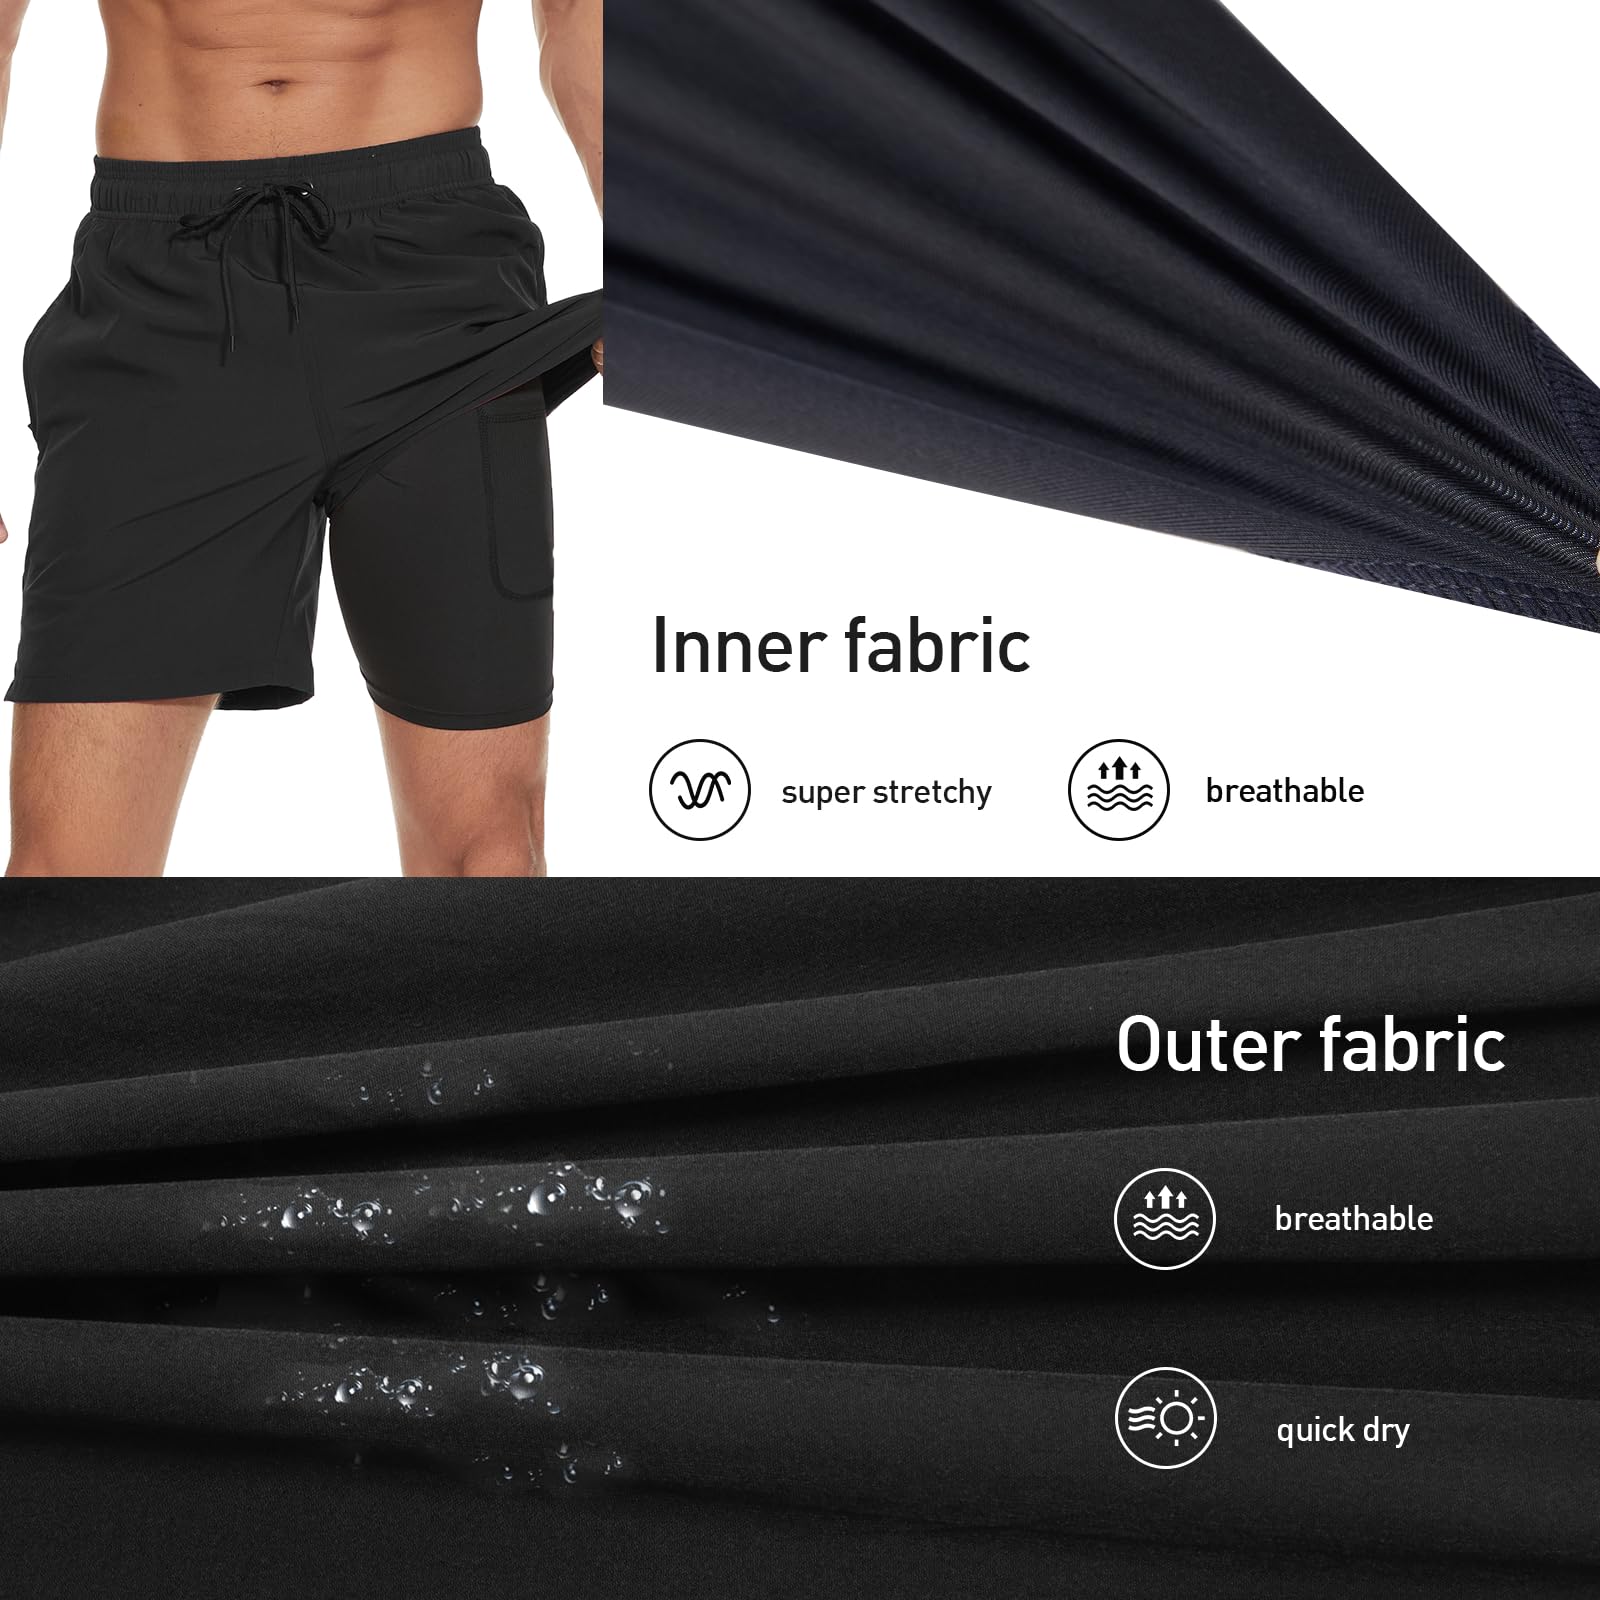 Inner fabric
super stretchy
breathable
Outer fabric
breathable
quick dry